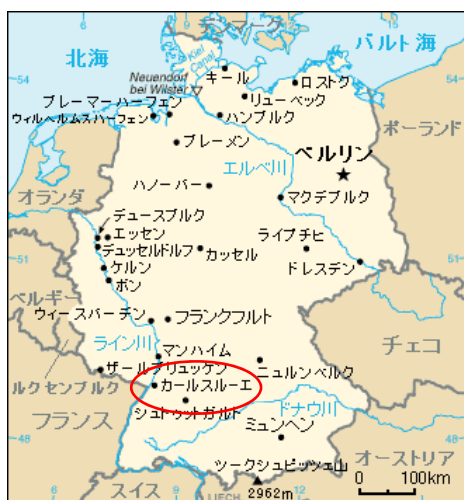 デンマーク
北海
バルト海
Kiel
Canal
54
キール
ロストク
54
Neuendorf
bei Wilster
リューベック
ブレーマーハーフェン
ウィルヘルムスハーフェン
ハンブルク
ポーランド
ブレーメン
ベルリン
エルベ川
ハノーバー
オランダ
マクデブルク
デュースブルク
エッセン
ライプチヒ
デュッセルドルフ
カッセル
51
ドレスデン
51
ケルン
ボン
ベルギー
ウィースバーデン
フランクフルト
ライン川
チェコ
マンハイム
ルクセンブルク
ザールブリュッケン
ニュルンベルク
カールスルーエ
シュトゥットガルト
ドナウ川
フランス
ミュンヘン
48
48
オーストリア
ツークシュピッツェ山
0 100km
スイス
LIECH.
2962m